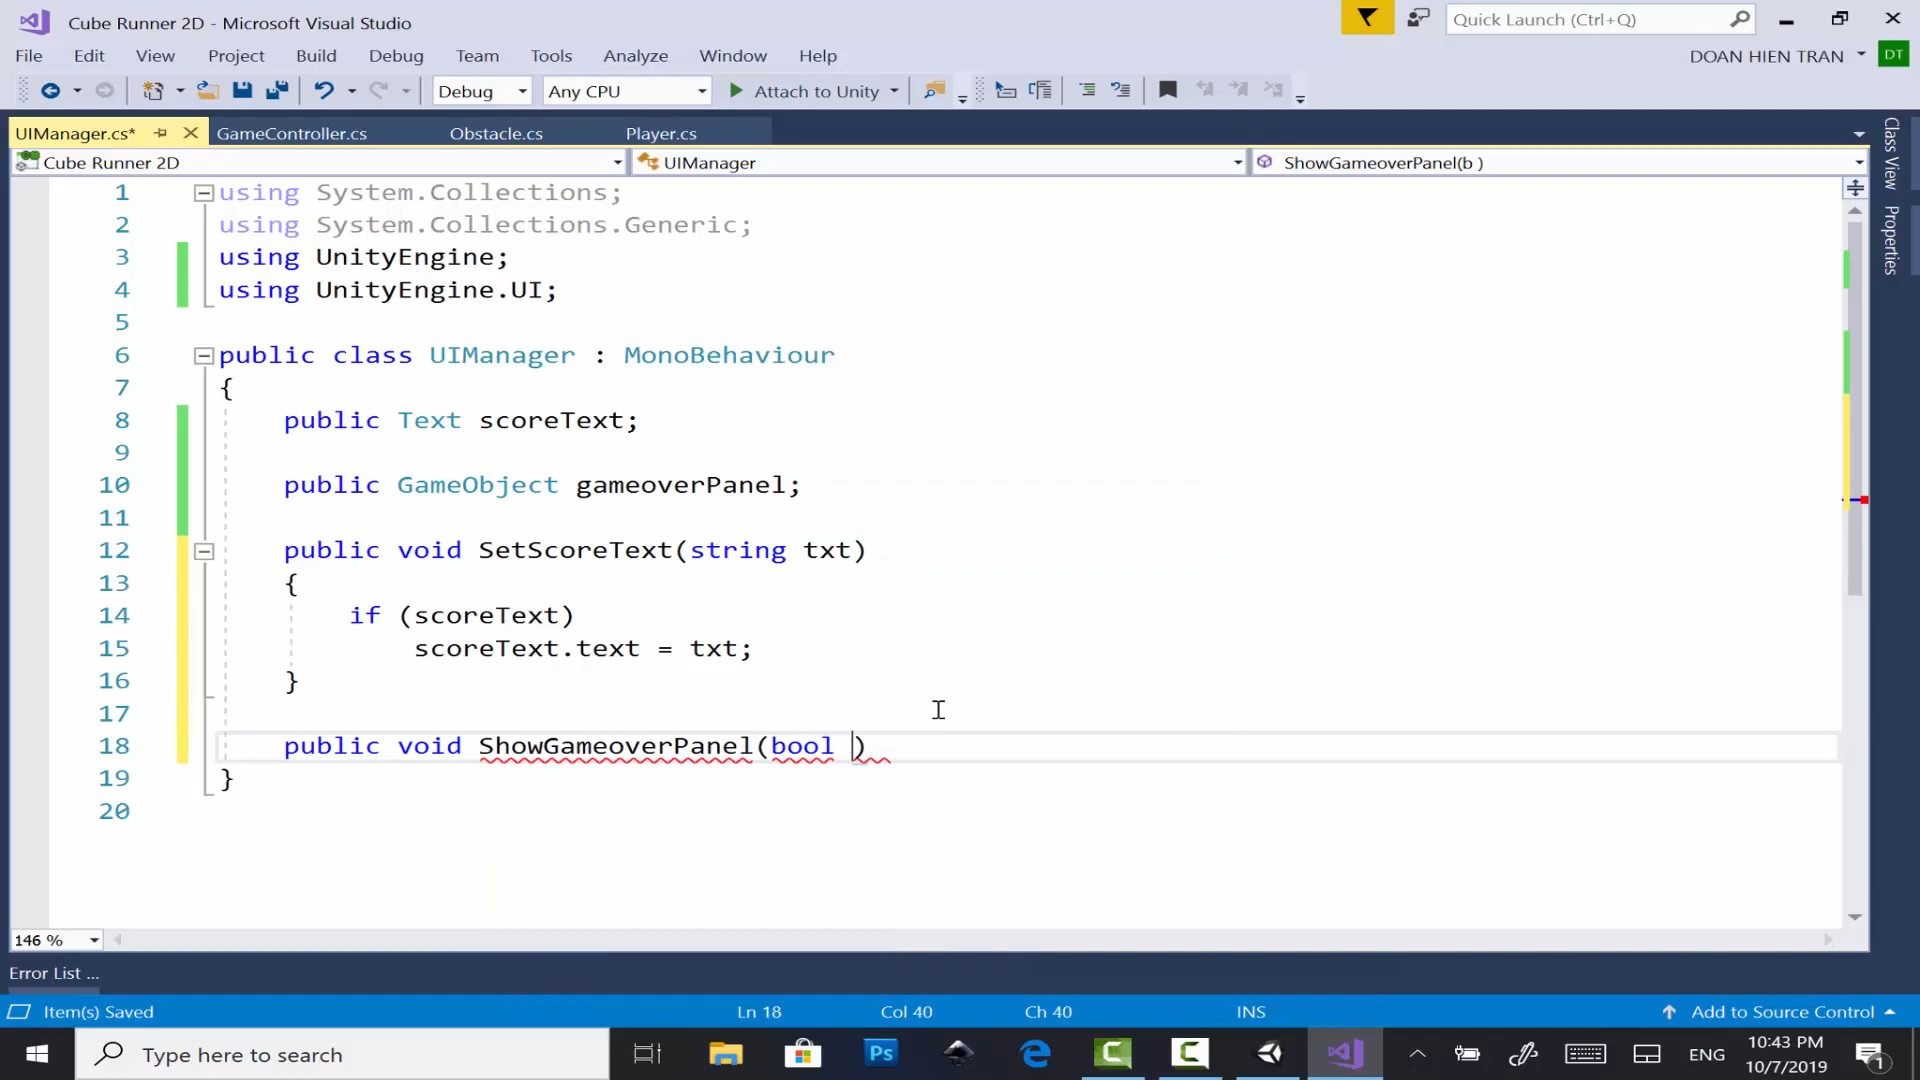 Cube Runner 2D - Microsoft Visual Studio
Quick Launch (Ctrl+Q)
File Edit View Project Build Debug Team Tools Analyze Window Help
DOAN HIEN TRAN DT
Debug Any CPU Attach to Unity
UIManager.cs* GameController.cs Obstacle.cs Player.cs
Cube Runner 2D UIManager ShowGameoverPanel(b )
Class View
Properties
1 using System.Collections;
2 using System.Collections.Generic;
3 using UnityEngine;
4 using UnityEngine.UI;
5
6 public class UIManager : MonoBehaviour
7 {
8 public Text scoreText;
9
10 public GameObject gameoverPanel;
11
12 public void SetScoreText(string txt)
13 {
14 if (scoreText)
15 scoreText.text = txt;
16 }
17
18 public void ShowGameoverPanel(bool )
19 }
20
146 %
Error List ...
Item(s) Saved Ln 18 Col 40 Ch 40 INS Add to Source Control
Type here to search
Ps
ENG
10:43 PM
10/7/2019
1